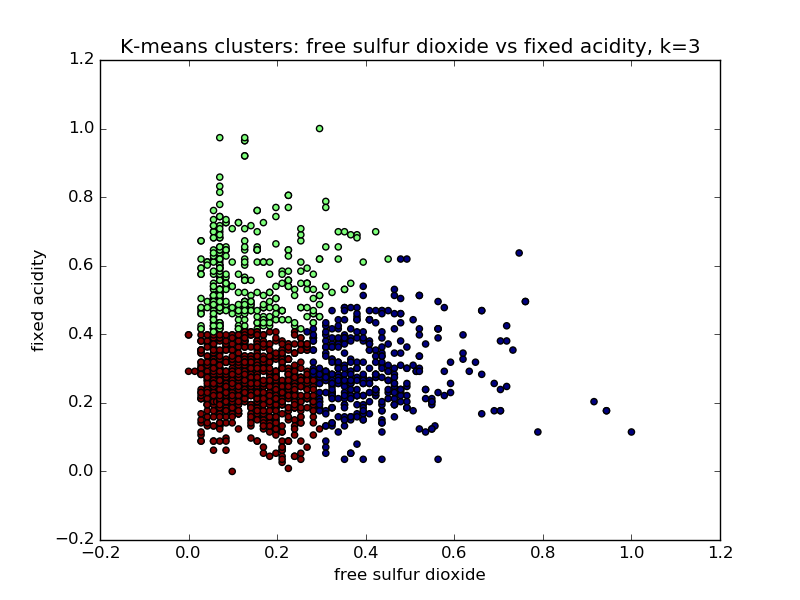 K-means clusters: free sulfur dioxide vs fixed acidity, k=3
1.2
1.0
0.8
0.6
0.4
0.2
0.0
−0.2
fixed acidity
−0.2 0.0 0.2 0.4 0.6 0.8 1.0 1.2
free sulfur dioxide